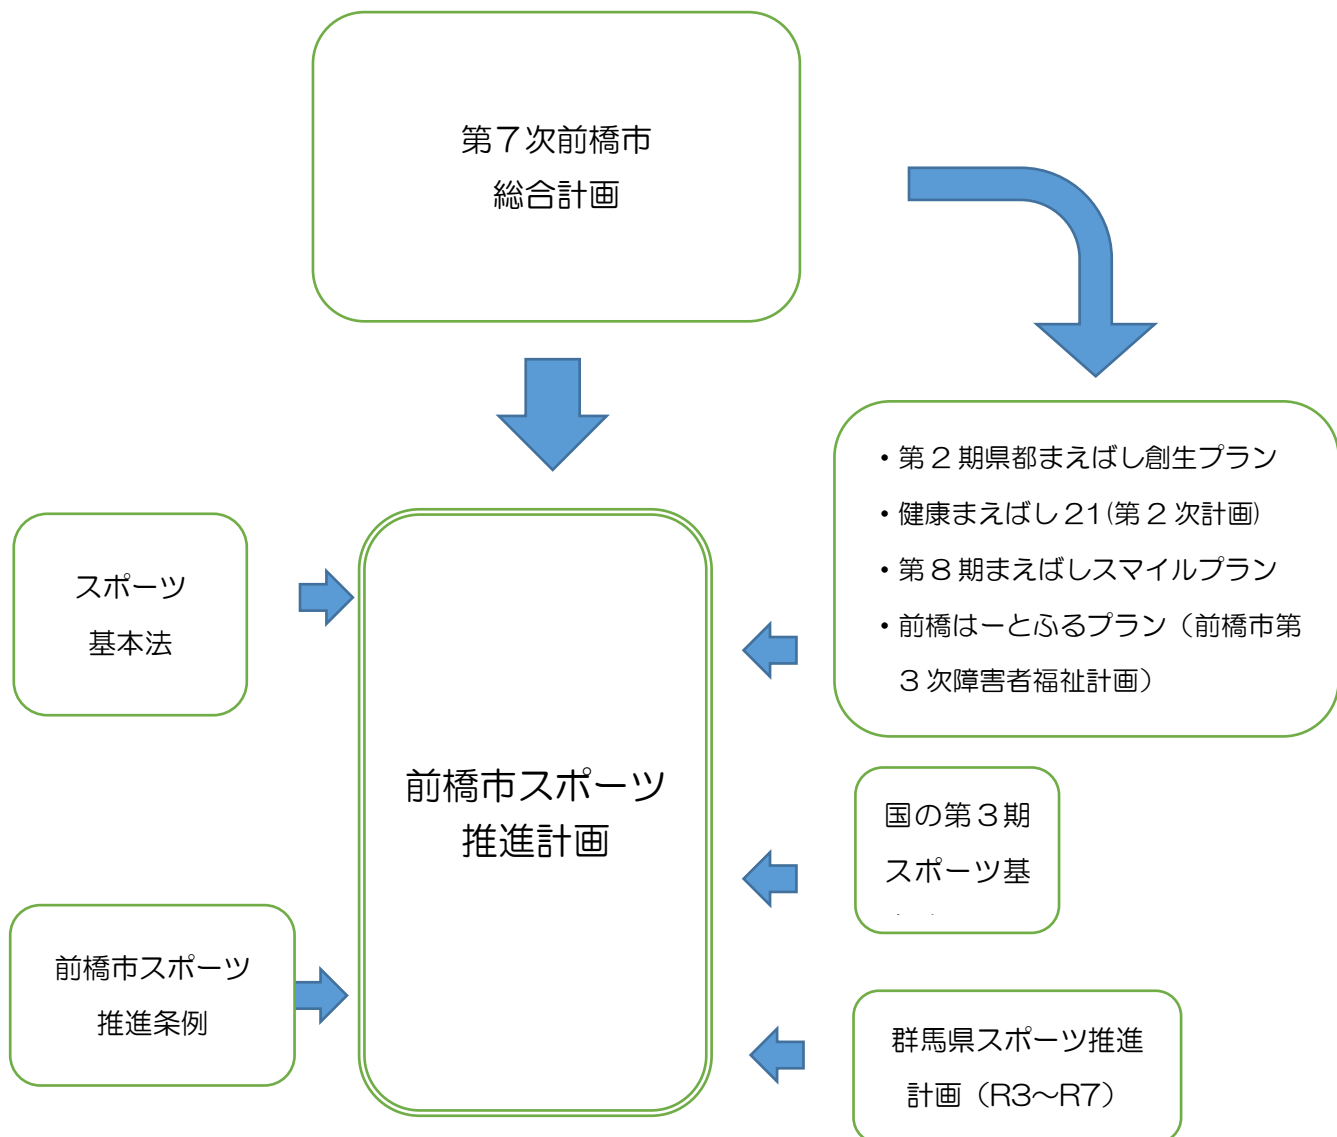 第７次前橋市
総合計画
・第２期県都まえばし創生プラン
・健康まえばし21(第２次計画)
・第８期まえばしスマイルプラン
・前橋はーとふるプラン（前橋市第
３次障害者福祉計画）
スポーツ
基本法
前橋市スポーツ
推進計画
国の第３期
スポーツ基
前橋市スポーツ
推進条例
群馬県スポーツ推進
計画（R3～R7）